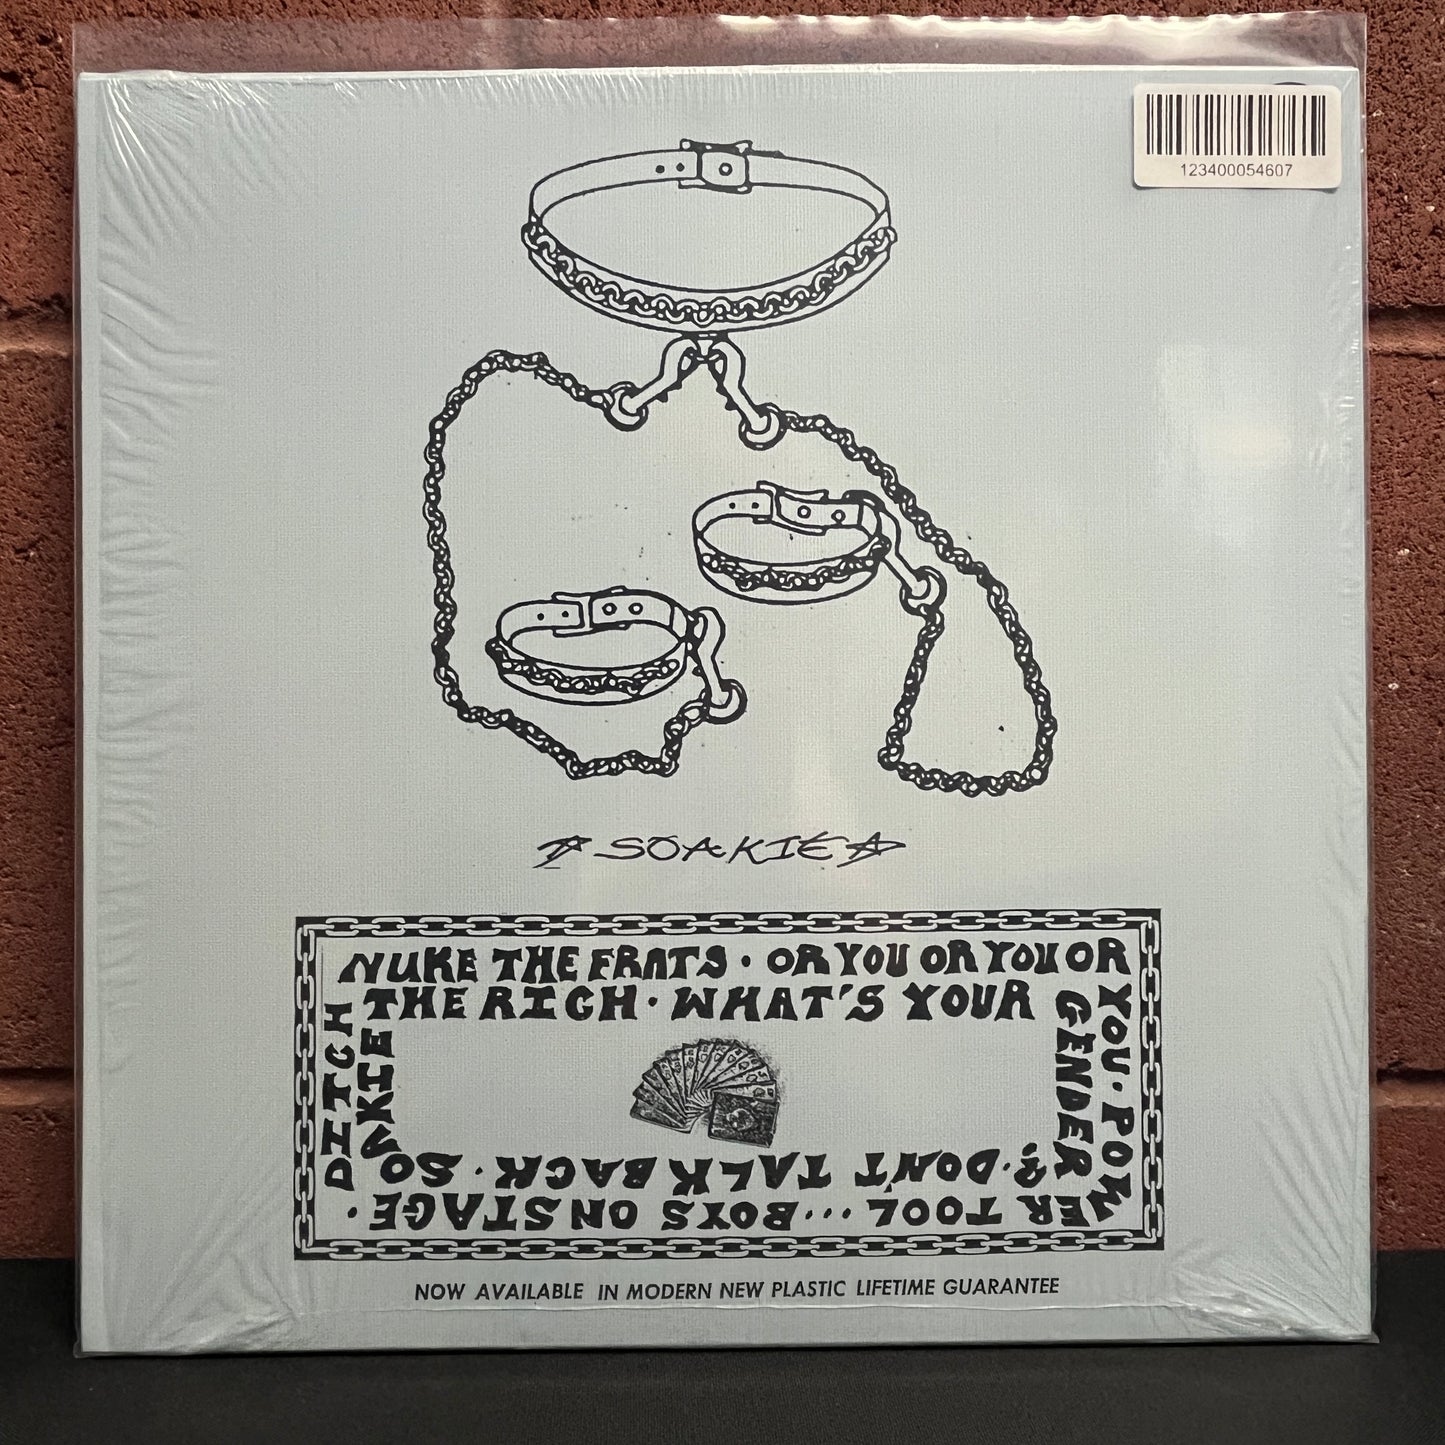 123400054607
SOAKIE
NUKE THE FRATS · OR YOU OR YOU OR
YOU · POWER TOOL... BOYS ON STAGE ·
DITCH
THE RICH · WHAT'S YOUR
GENDER? · DON'T TALK BACK · SOAKIE
NOW AVAILABLE IN MODERN NEW PLASTIC LIFETIME GUARANTEE